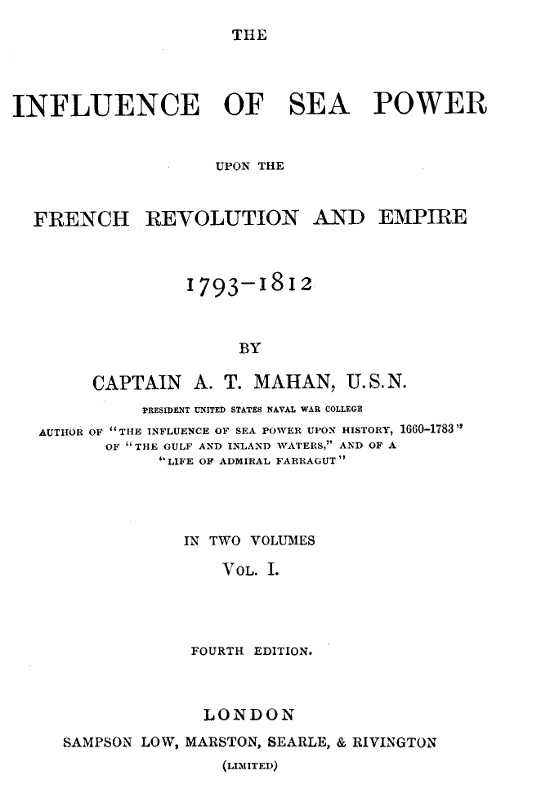 THE
INFLUENCE OF SEA POWER
UPON THE
FRENCH REVOLUTION AND EMPIRE
1793–1812
BY
CAPTAIN A. T. MAHAN, U.S.N.
PRESIDENT UNITED STATES NAVAL WAR COLLEGE
AUTHOR OF “THE INFLUENCE OF SEA POWER UPON HISTORY, 1660–1783”
OF “THE GULF AND INLAND WATERS,” AND OF A
“LIFE OF ADMIRAL FARRAGUT”
IN TWO VOLUMES
VOL. I.
FOURTH EDITION.
LONDON
SAMPSON LOW, MARSTON, SEARLE, & RIVINGTON
(LIMITED)